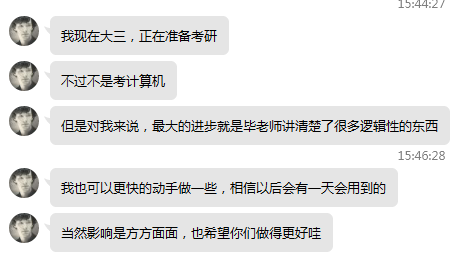 15:44:27
我现在大三，正在准备考研
不过不是考计算机
但是对我来说，最大的进步就是毕老师讲清楚了很多逻辑性的东西
15:46:28
我也可以更快的动手做一些，相信以后会有一天会用到的
当然影响是方方面面，也希望你们做得更好哇